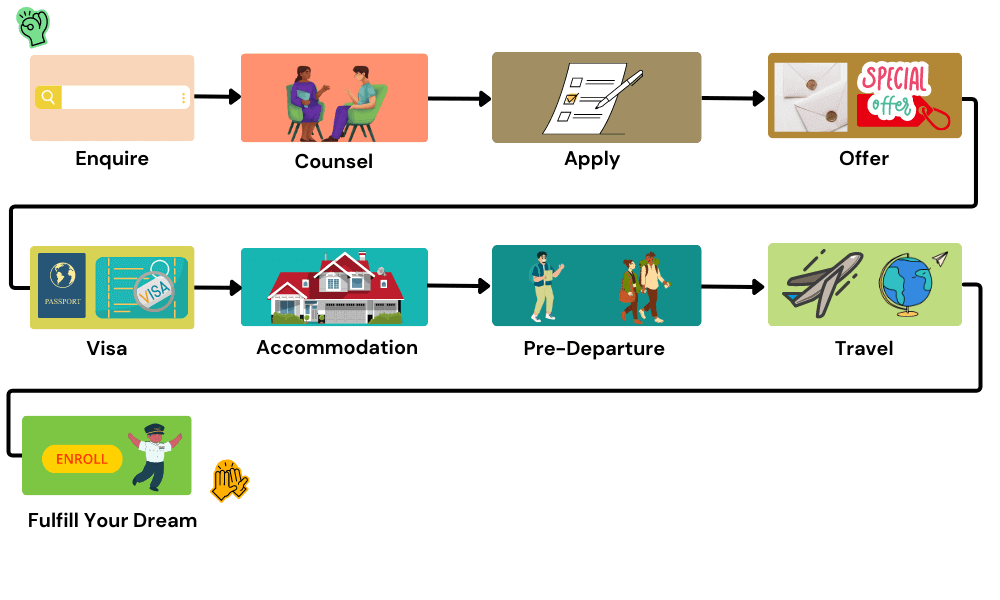 SPECIAL
offer
Enquire
Counsel
Apply
Offer
PASSPORT
VISA
Visa
Accommodation
Pre-Departure
Travel
ENROLL
Fulfill Your Dream